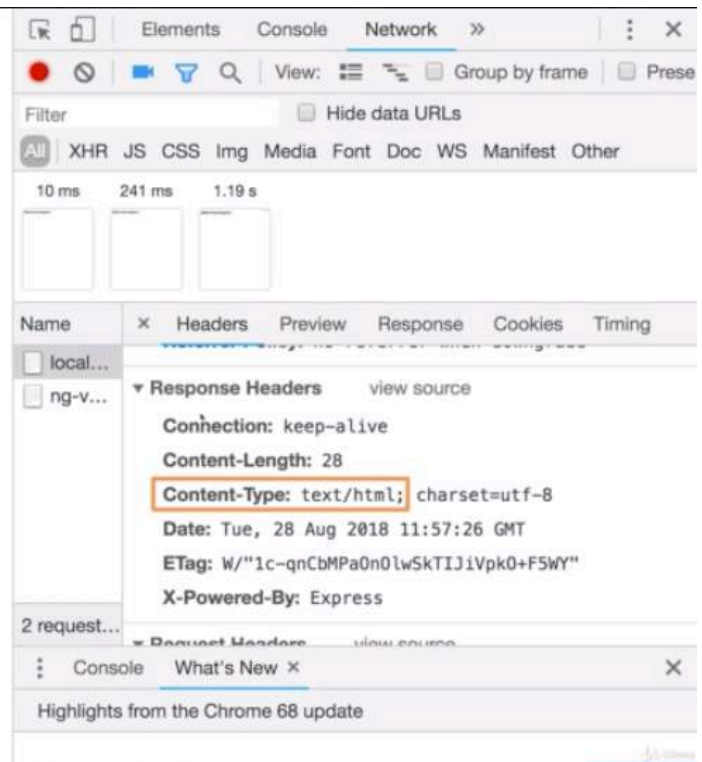 Elements Console Network »
View: Group by frame Prese
Filter Hide data URLs
All XHR JS CSS Img Media Font Doc WS Manifest Other
10 ms 241 ms 1.19 s
Name × Headers Preview Response Cookies Timing
local...
ng-v...
▼ Response Headers view source
Connection: keep-alive
Content-Length: 28
Content-Type: text/html; charset=utf-8
Date: Tue, 28 Aug 2018 11:57:26 GMT
X-Powered-By: Express
2 request...
▼ Request Headers view source
Console What's New ×
Highlights from the Chrome 68 update